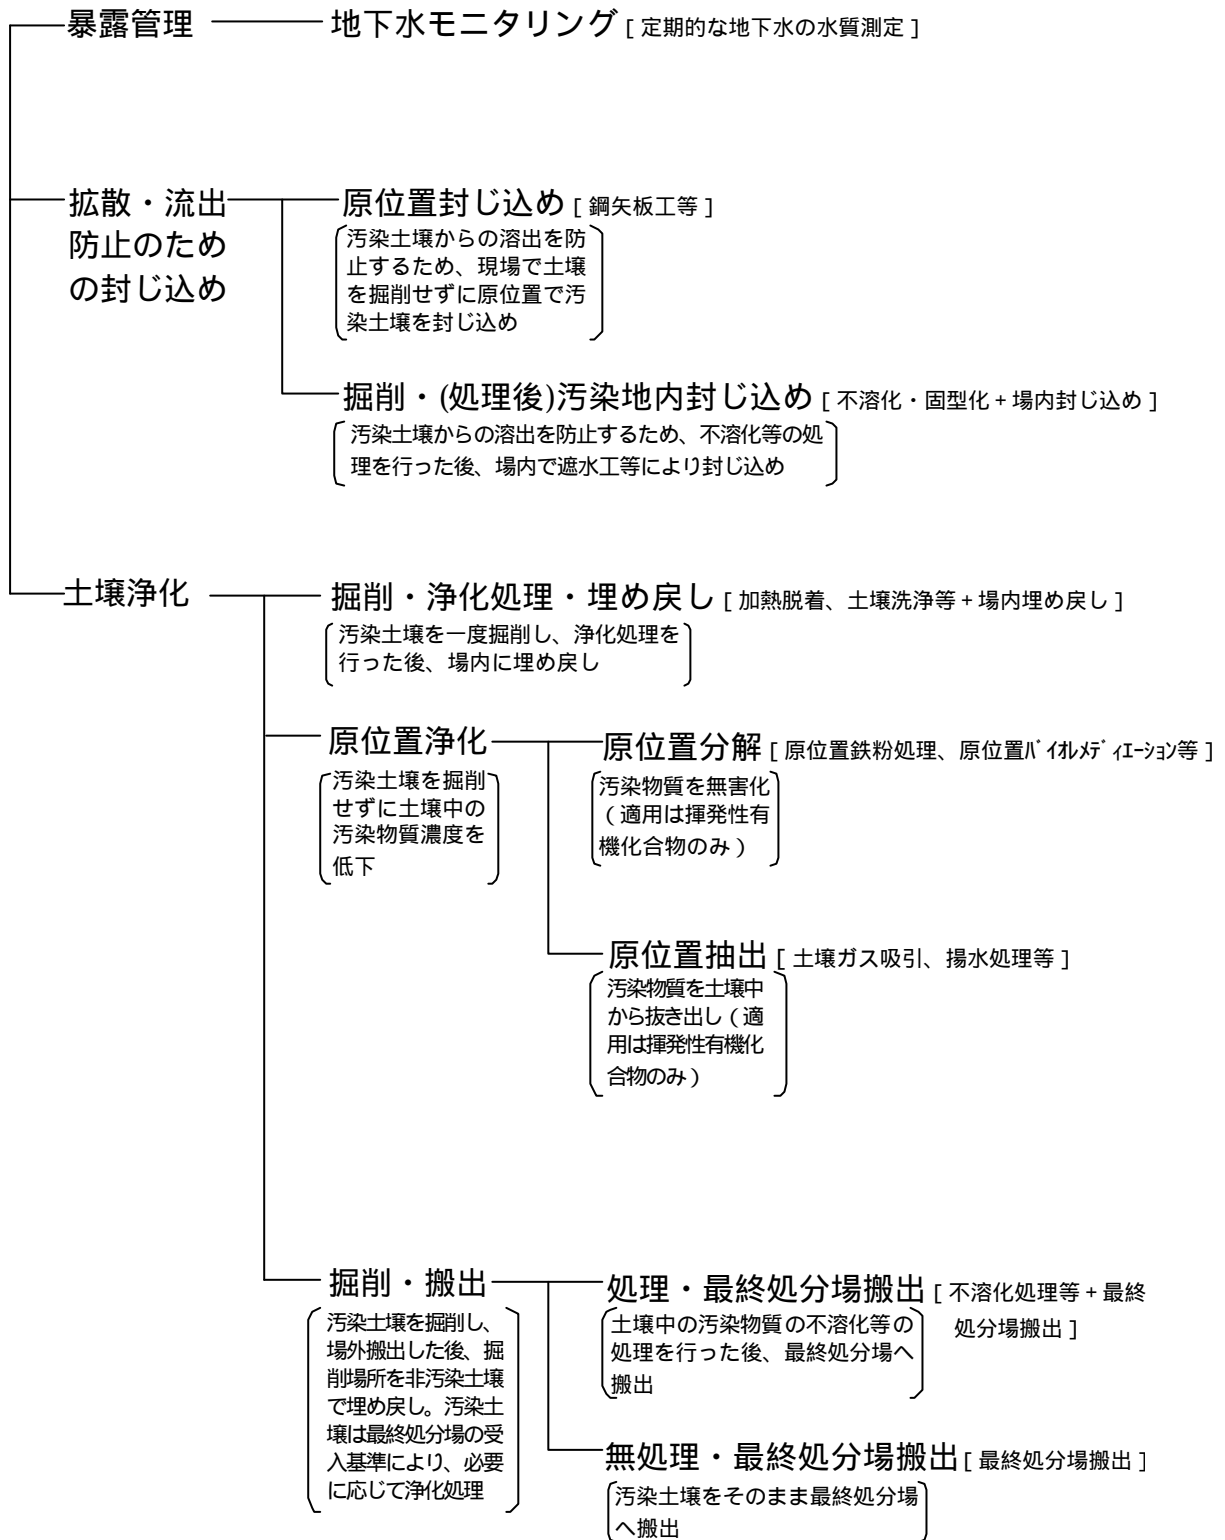 暴露管理 地下水モニタリング [ 定期的な地下水の水質測定 ]
拡散・流出
防止のため
の封じ込め
原位置封じ込め [ 鋼矢板工等 ]
汚染土壌からの溶出を防
止するため、現場で土壌
を掘削せずに原位置で汚
染土壌を封じ込め
掘削・(処理後)汚染地内封じ込め [ 不溶化・固型化 + 場内封じ込め ]
汚染土壌からの溶出を防止するため、不溶化等の処
理を行った後、場内で遮水工等により封じ込め
土壌浄化
掘削・浄化処理・埋め戻し [ 加熱脱着、土壌洗浄等 + 場内埋め戻し ]
汚染土壌を一度掘削し、浄化処理を
行った後、場内に埋め戻し
原位置浄化
汚染土壌を掘削
せずに土壌中の
汚染物質濃度を
低下
原位置分解 [ 原位置鉄粉処理、原位置ﾊﾞｲｵﾚﾒﾃﾞｨｴｰｼｮﾝ等 ]
汚染物質を無害化
( 適用は揮発性有
機化合物のみ )
原位置抽出 [ 土壌ガス吸引、揚水処理等 ]
汚染物質を土壌中
から抜き出し ( 適
用は揮発性有機化
合物のみ )
掘削・搬出
汚染土壌を掘削し、
場外搬出した後、掘
削場所を非汚染土壌
で埋め戻し。汚染土
壌は最終処分場の受
入基準により、必要
に応じて浄化処理
処理・最終処分場搬出 [ 不溶化処理等 + 最終
処分場搬出 ]
土壌中の汚染物質の不溶化等の
処理を行った後、最終処分場へ
搬出
無処理・最終処分場搬出 [ 最終処分場搬出 ]
汚染土壌をそのまま最終処分場
へ搬出